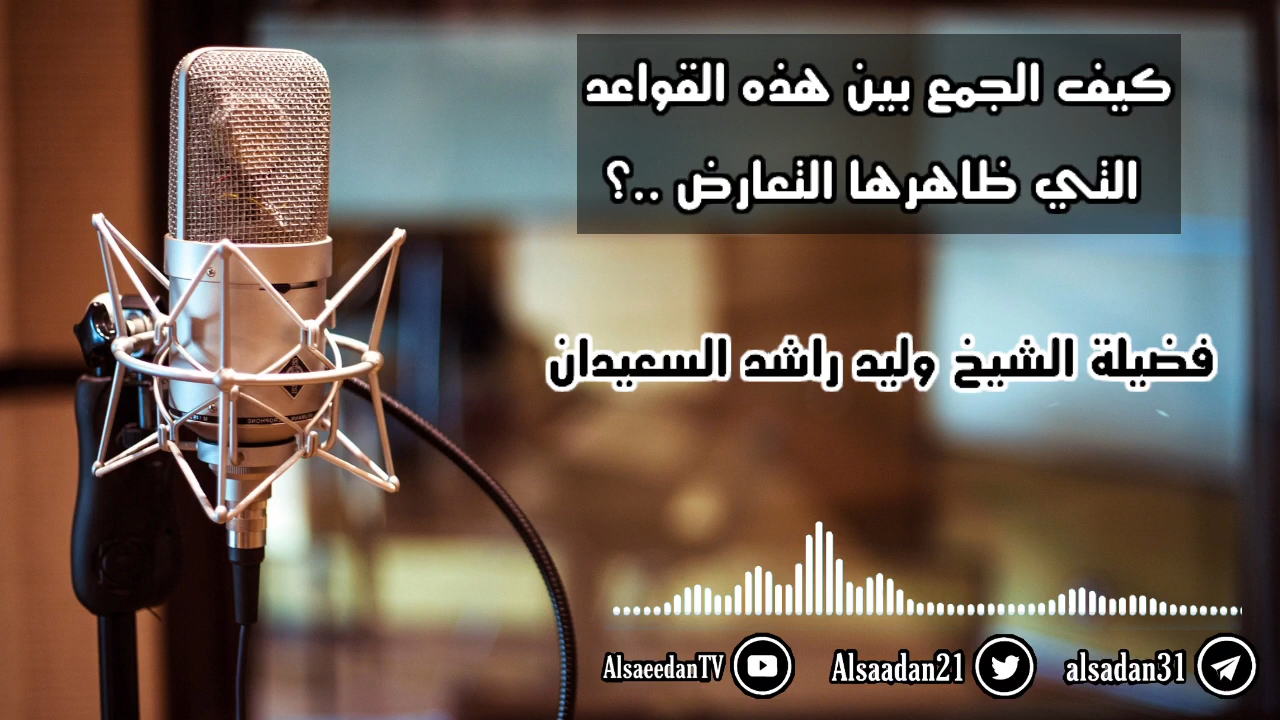 كيف الجمع بين هذه القواعد
التي ظاهرها التعارض ..؟
فضيلة الشيخ وليد راشد السعيدان
AlsaeedanTV Alsaadan21 alsadan31